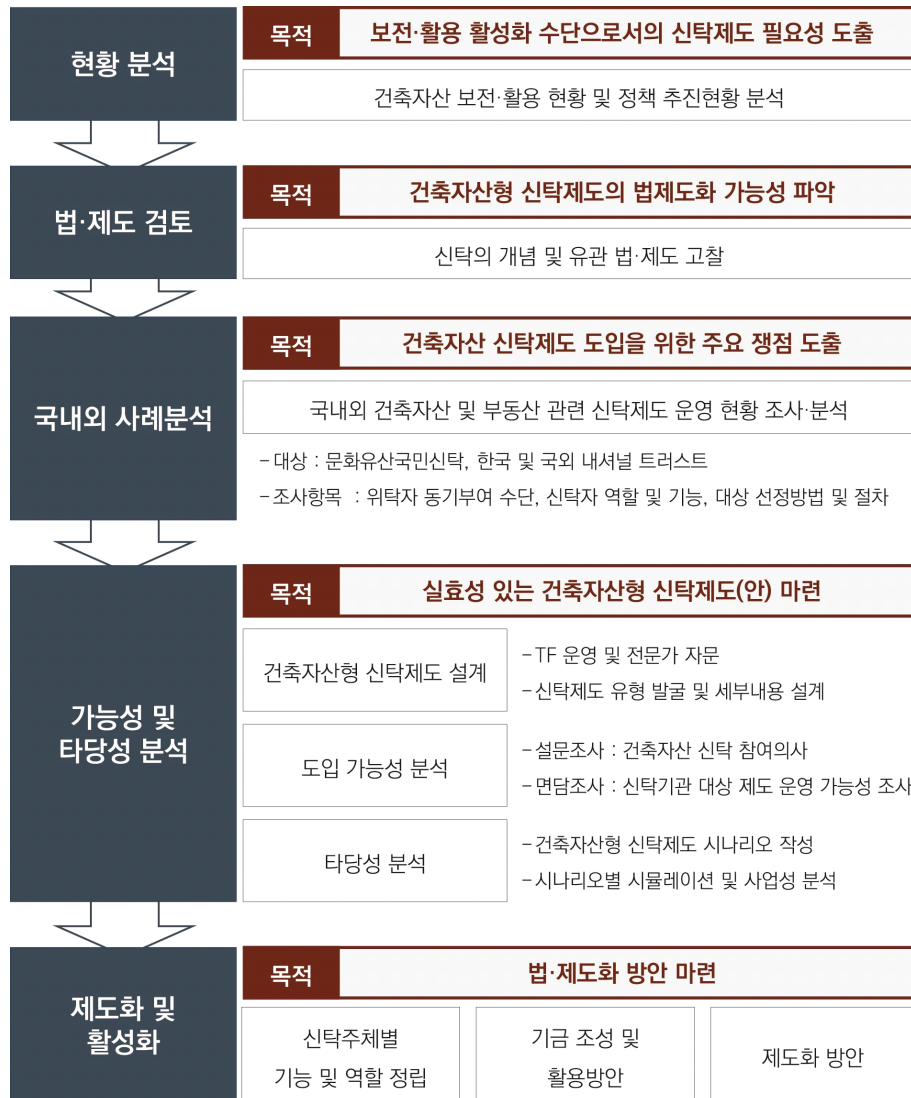 현황 분석
목적
보전·활용 활성화 수단으로서의 신탁제도 필요성 도출
건축자산 보전·활용 현황 및 정책 추진현황 분석
법·제도 검토
목적
건축자산형 신탁제도의 법제도화 가능성 파악
신탁의 개념 및 유관 법·제도 고찰
국내외 사례분석
목적
건축자산 신탁제도 도입을 위한 주요 쟁점 도출
국내외 건축자산 및 부동산 관련 신탁제도 운영 현황 조사·분석
– 대상 : 문화유산국민신탁, 한국 및 국외 내셔널 트러스트
– 조사항목 : 위탁자 동기부여 수단, 신탁자 역할 및 기능, 대상 선정방법 및 절차
가능성 및
타당성 분석
목적
실효성 있는 건축자산형 신탁제도(안) 마련
건축자산형 신탁제도 설계
– TF 운영 및 전문가 자문
– 신탁제도 유형 발굴 및 세부내용 설계
도입 가능성 분석
– 설문조사 : 건축자산 신탁 참여의사
– 면담조사 : 신탁기관 대상 제도 운영 가능성 조사
타당성 분석
– 건축자산형 신탁제도 시나리오 작성
– 시나리오별 시뮬레이션 및 사업성 분석
제도화 및
활성화
목적
법·제도화 방안 마련
신탁주체별
기능 및 역할 정립
기금 조성 및
활용방안
제도화 방안